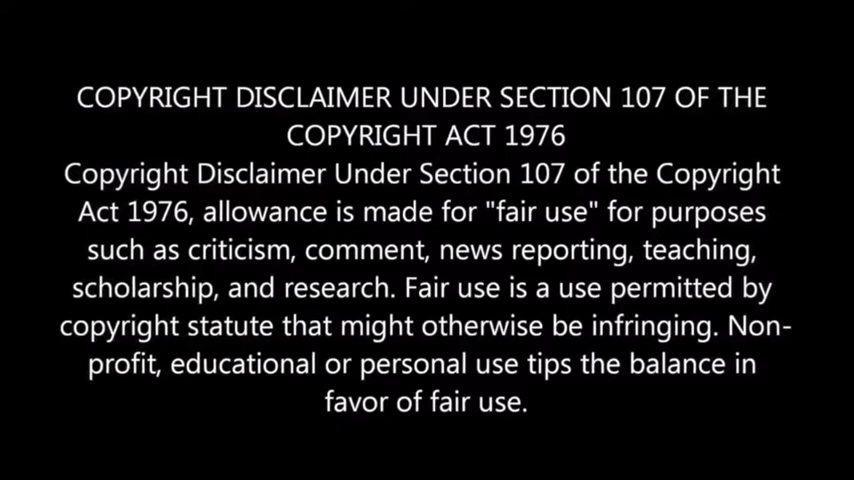 COPYRIGHT DISCLAIMER UNDER SECTION 107 OF THE
COPYRIGHT ACT 1976
Copyright Disclaimer Under Section 107 of the Copyright
Act 1976, allowance is made for "fair use" for purposes
such as criticism, comment, news reporting, teaching,
scholarship, and research. Fair use is a use permitted by
copyright statute that might otherwise be infringing. Non-
profit, educational or personal use tips the balance in
favor of fair use.